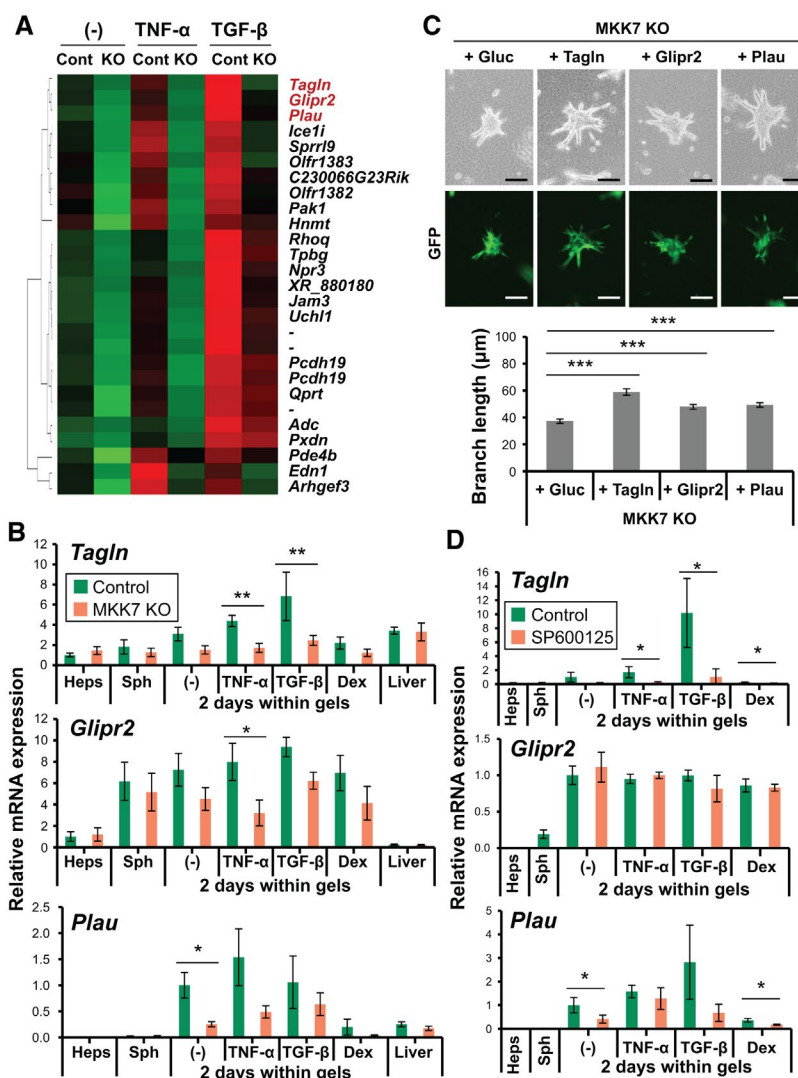 A
(-) TNF-α TGF-β
Cont KO Cont KO Cont KO
Tagln
Glipr2
Plau
Ice1i
Sprrl9
Olfr1383
C230066G23Rik
Olfr1382
Pak1
Hnmt
Rhoq
Tpbg
Npr3
XR_880180
Jam3
Uchl1
-
-
Pcdh19
Pcdh19
Qprt
-
Adc
Pxdn
Pde4b
Edn1
Arhgef3
C
MKK7 KO
+ Gluc + Tagln + Glipr2 + Plau
GFP
Branch length (µm)
100
80
60
40
20
0
***
***
***
+ Gluc + Tagln + Glipr2 + Plau
MKK7 KO
B
Relative mRNA expression
Tagln
Control
MKK7 KO
12
10
8
6
4
2
0
**
**
Heps Sph (-) TNF-α TGF-β Dex Liver
2 days within gels
Glipr2
12
10
8
6
4
2
0
*
Heps Sph (-) TNF-α TGF-β Dex Liver
2 days within gels
Plau
2.5
2.0
1.5
1.0
0.5
0.0
*
Heps Sph (-) TNF-α TGF-β Dex Liver
2 days within gels
D
Relative mRNA expression
Tagln
Control
SP600125
16
14
12
10
8
6
4
2
0
*
*
*
Heps Sph (-) TNF-α TGF-β Dex
2 days within gels
Glipr2
1.5
1.0
0.5
0.0
Heps Sph (-) TNF-α TGF-β Dex
2 days within gels
Plau
5
4
3
2
1
0
*
*
Heps Sph (-) TNF-α TGF-β Dex
2 days within gels